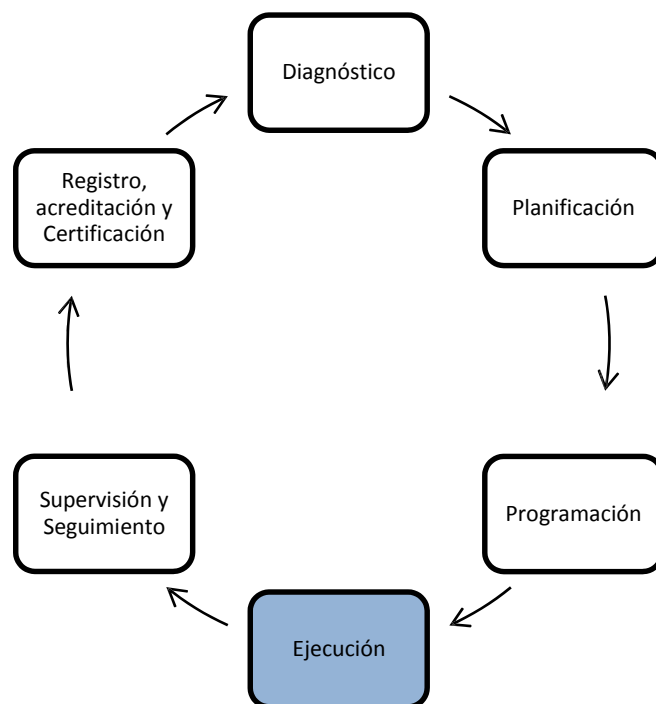 Diagnóstico
Planificación
Programación
Ejecución
Supervisión y
Seguimiento
Registro,
acreditación y
Certificación